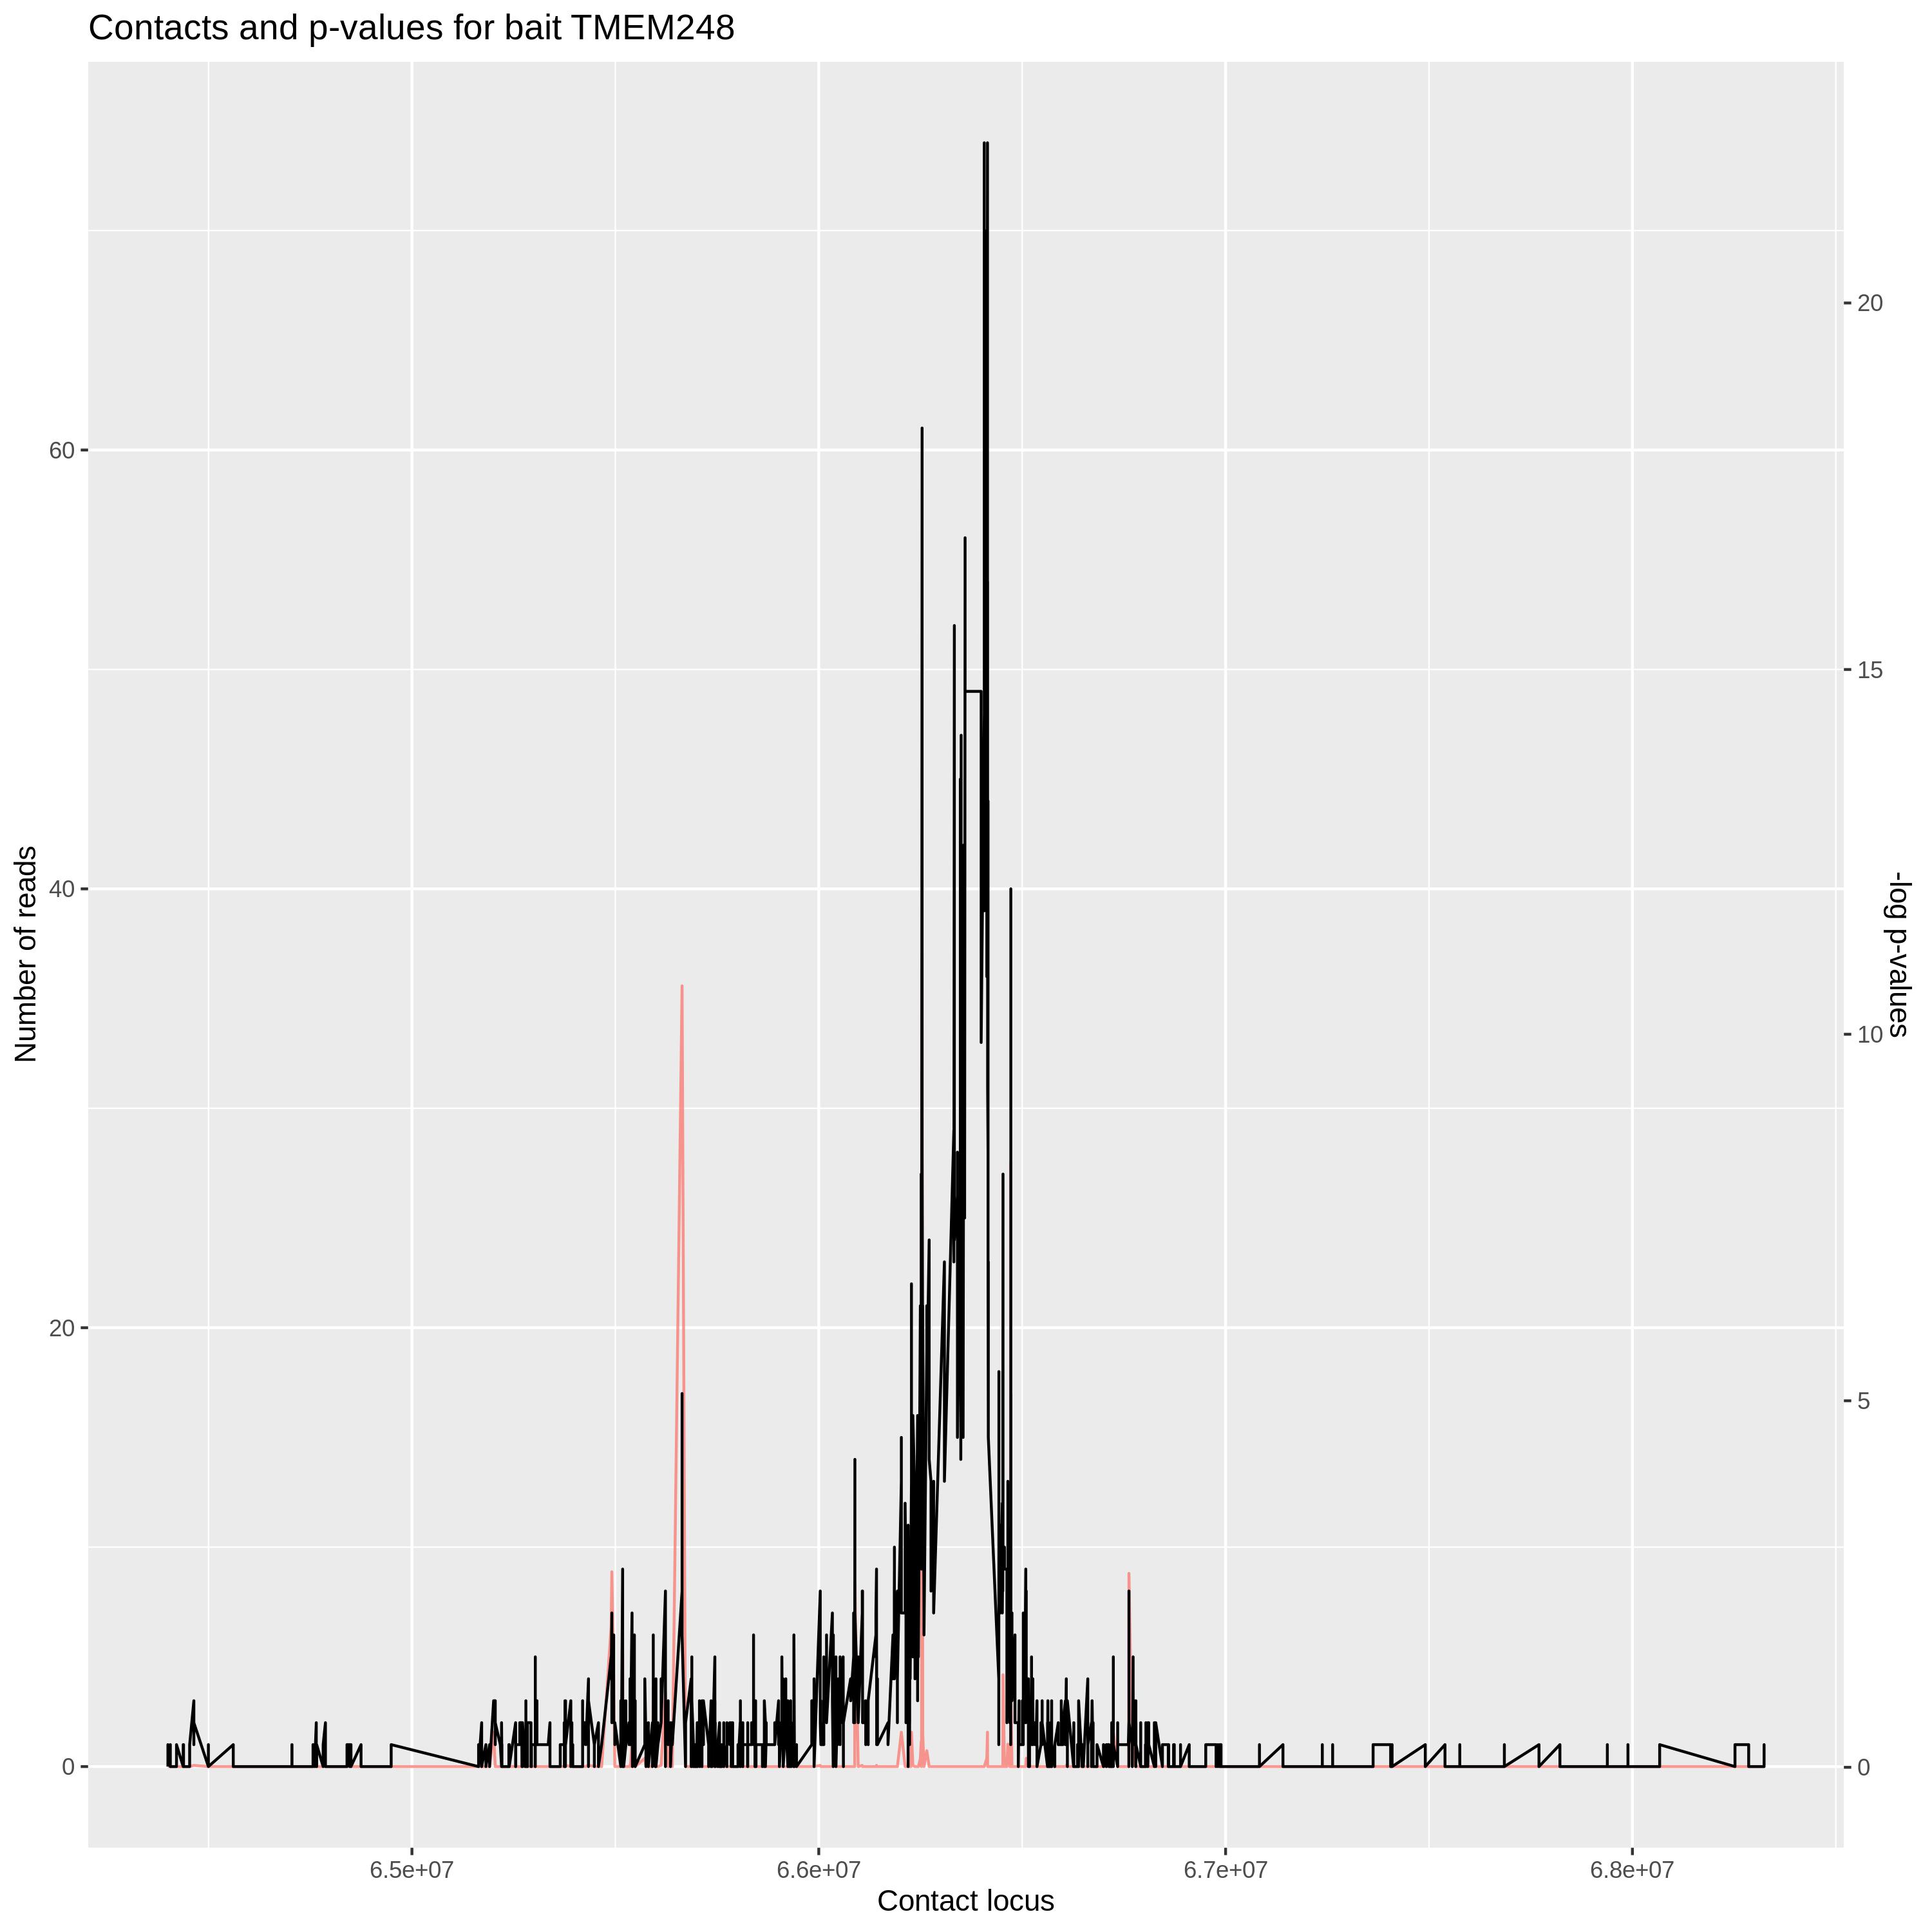 Contacts and p-values for bait TMEM248
Number of reads
60
40
20
0
20
15
10
5
0
-log p-values
6.5e+07
6.6e+07
6.7e+07
6.8e+07
Contact locus